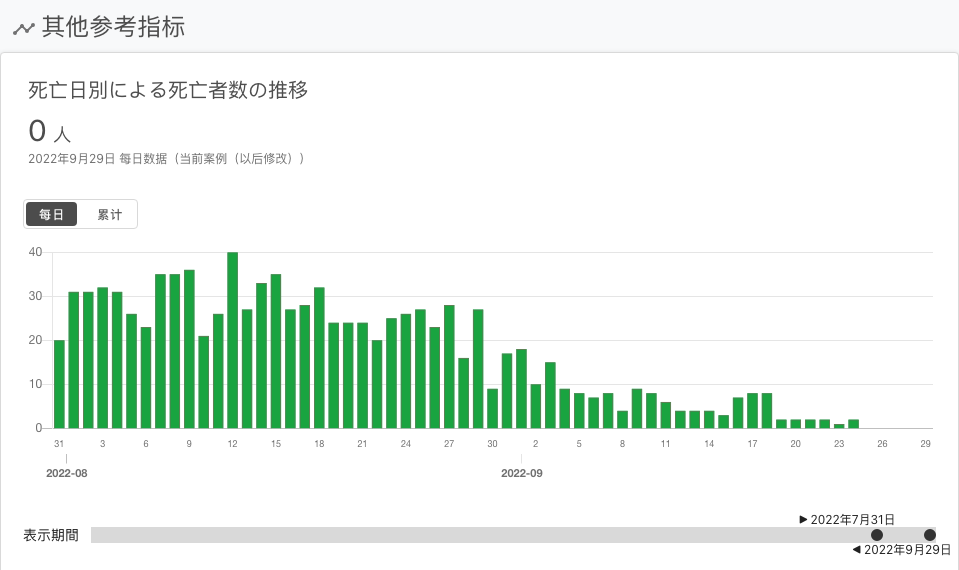 其他参考指标
死亡日別による死亡者数の推移
0 人
2022年9月29日 每日数据（当前案例（以后修改））
每日 累计
40
30
20
10
0
31 3 6 9 12 15 18 21 24 27 30 2 5 8 11 14 17 20 23 26 29
2022-08 2022-09
▶ 2022年7月31日
表示期間
◀ 2022年9月29日